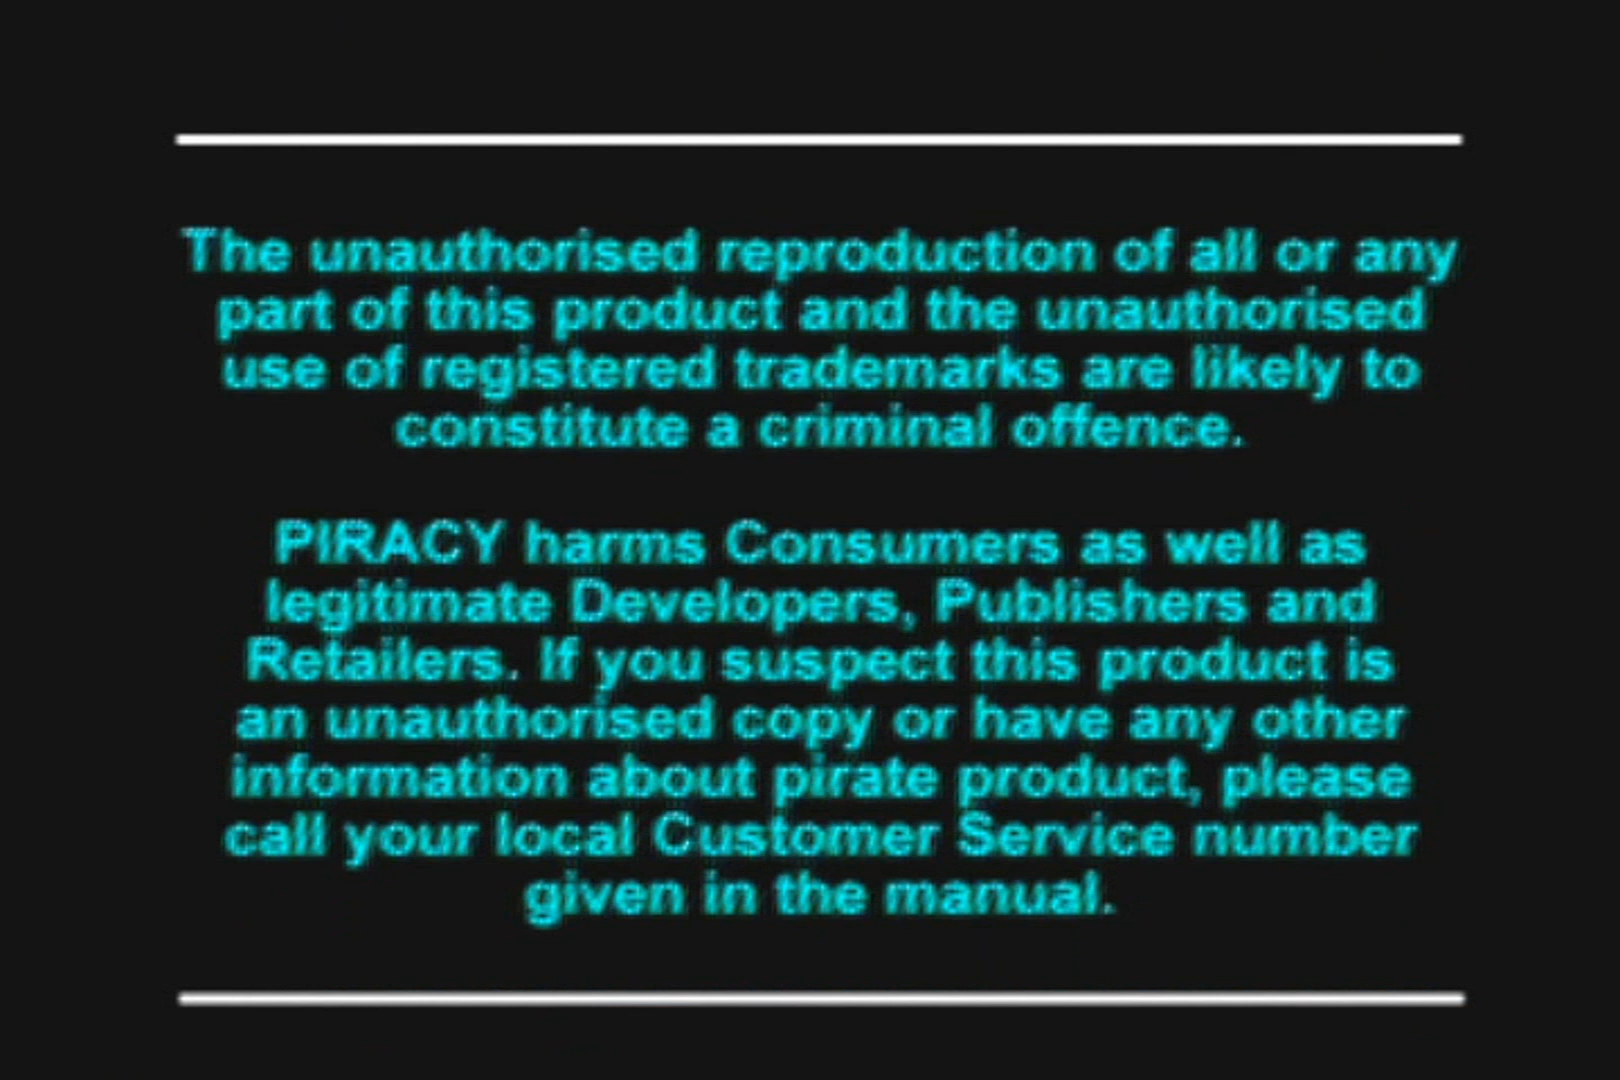 The unauthorised reproduction of all or any
part of this product and the unauthorised
use of registered trademarks are likely to
constitute a criminal offence.
PIRACY harms Consumers as well as
legitimate Developers, Publishers and
Retailers. If you suspect this product is
an unauthorised copy or have any other
information about pirate product, please
call your local Customer Service number
given in the manual.